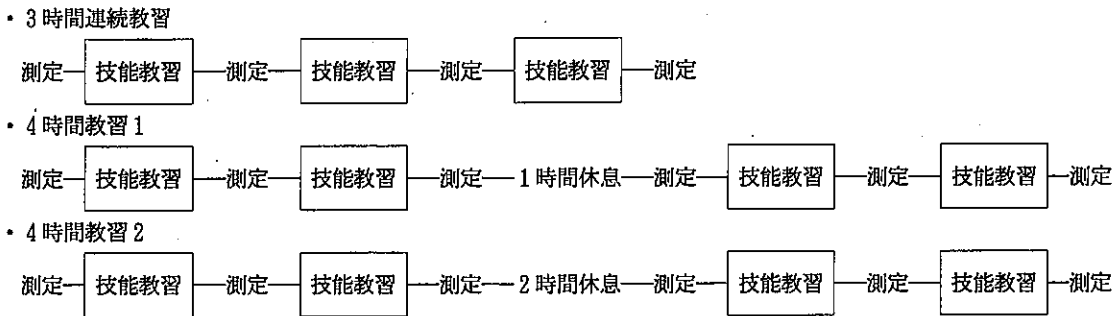 ・3時間連続教習
測定 技能教習 測定 技能教習 測定 技能教習 測定
・4時間教習1
測定 技能教習 測定 技能教習 測定 1時間休息 測定 技能教習 測定 技能教習 測定
・4時間教習2
測定 技能教習 測定 技能教習 測定 2時間休息 測定 技能教習 測定 技能教習 測定